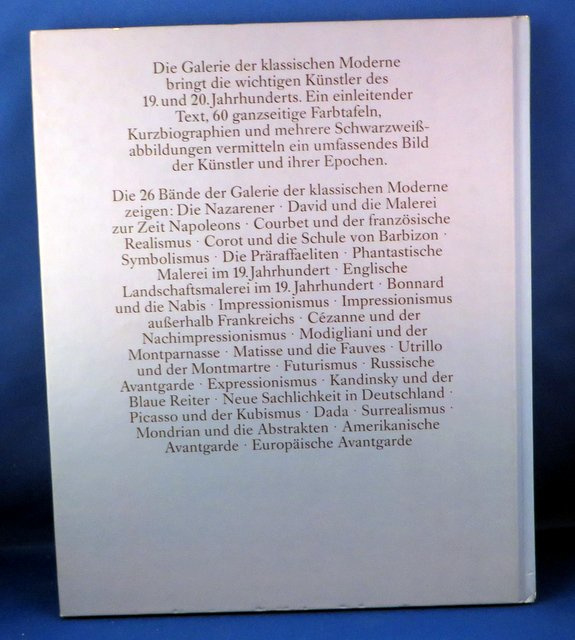 Die Galerie der klassischen Moderne
bringt die wichtigen Künstler des
19. und 20. Jahrhunderts. Ein einleitender
Text, 60 ganzseitige Farbtafeln,
Kurzbiographien und mehrere Schwarzweiß-
abbildungen vermitteln ein umfassendes Bild
der Künstler und ihrer Epochen.
Die 26 Bände der Galerie der klassischen Moderne
zeigen: Die Nazarener · David und die Malerei
zur Zeit Napoleons · Courbet und der französische
Realismus · Corot und die Schule von Barbizon ·
Symbolismus · Die Präraffaeliten · Phantastische
Malerei im 19. Jahrhundert · Englische
Landschaftsmalerei im 19. Jahrhundert · Bonnard
und die Nabis · Impressionismus · Impressionismus
außerhalb Frankreichs · Cézanne und der
Nachimpressionismus · Modigliani und der
Montparnasse · Matisse und die Fauves · Utrillo
und der Montmartre · Futurismus · Russische
Avantgarde · Expressionismus · Kandinsky und der
Blaue Reiter · Neue Sachlichkeit in Deutschland ·
Picasso und der Kubismus · Dada · Surrealismus ·
Mondrian und die Abstrakten · Amerikanische
Avantgarde · Europäische Avantgarde